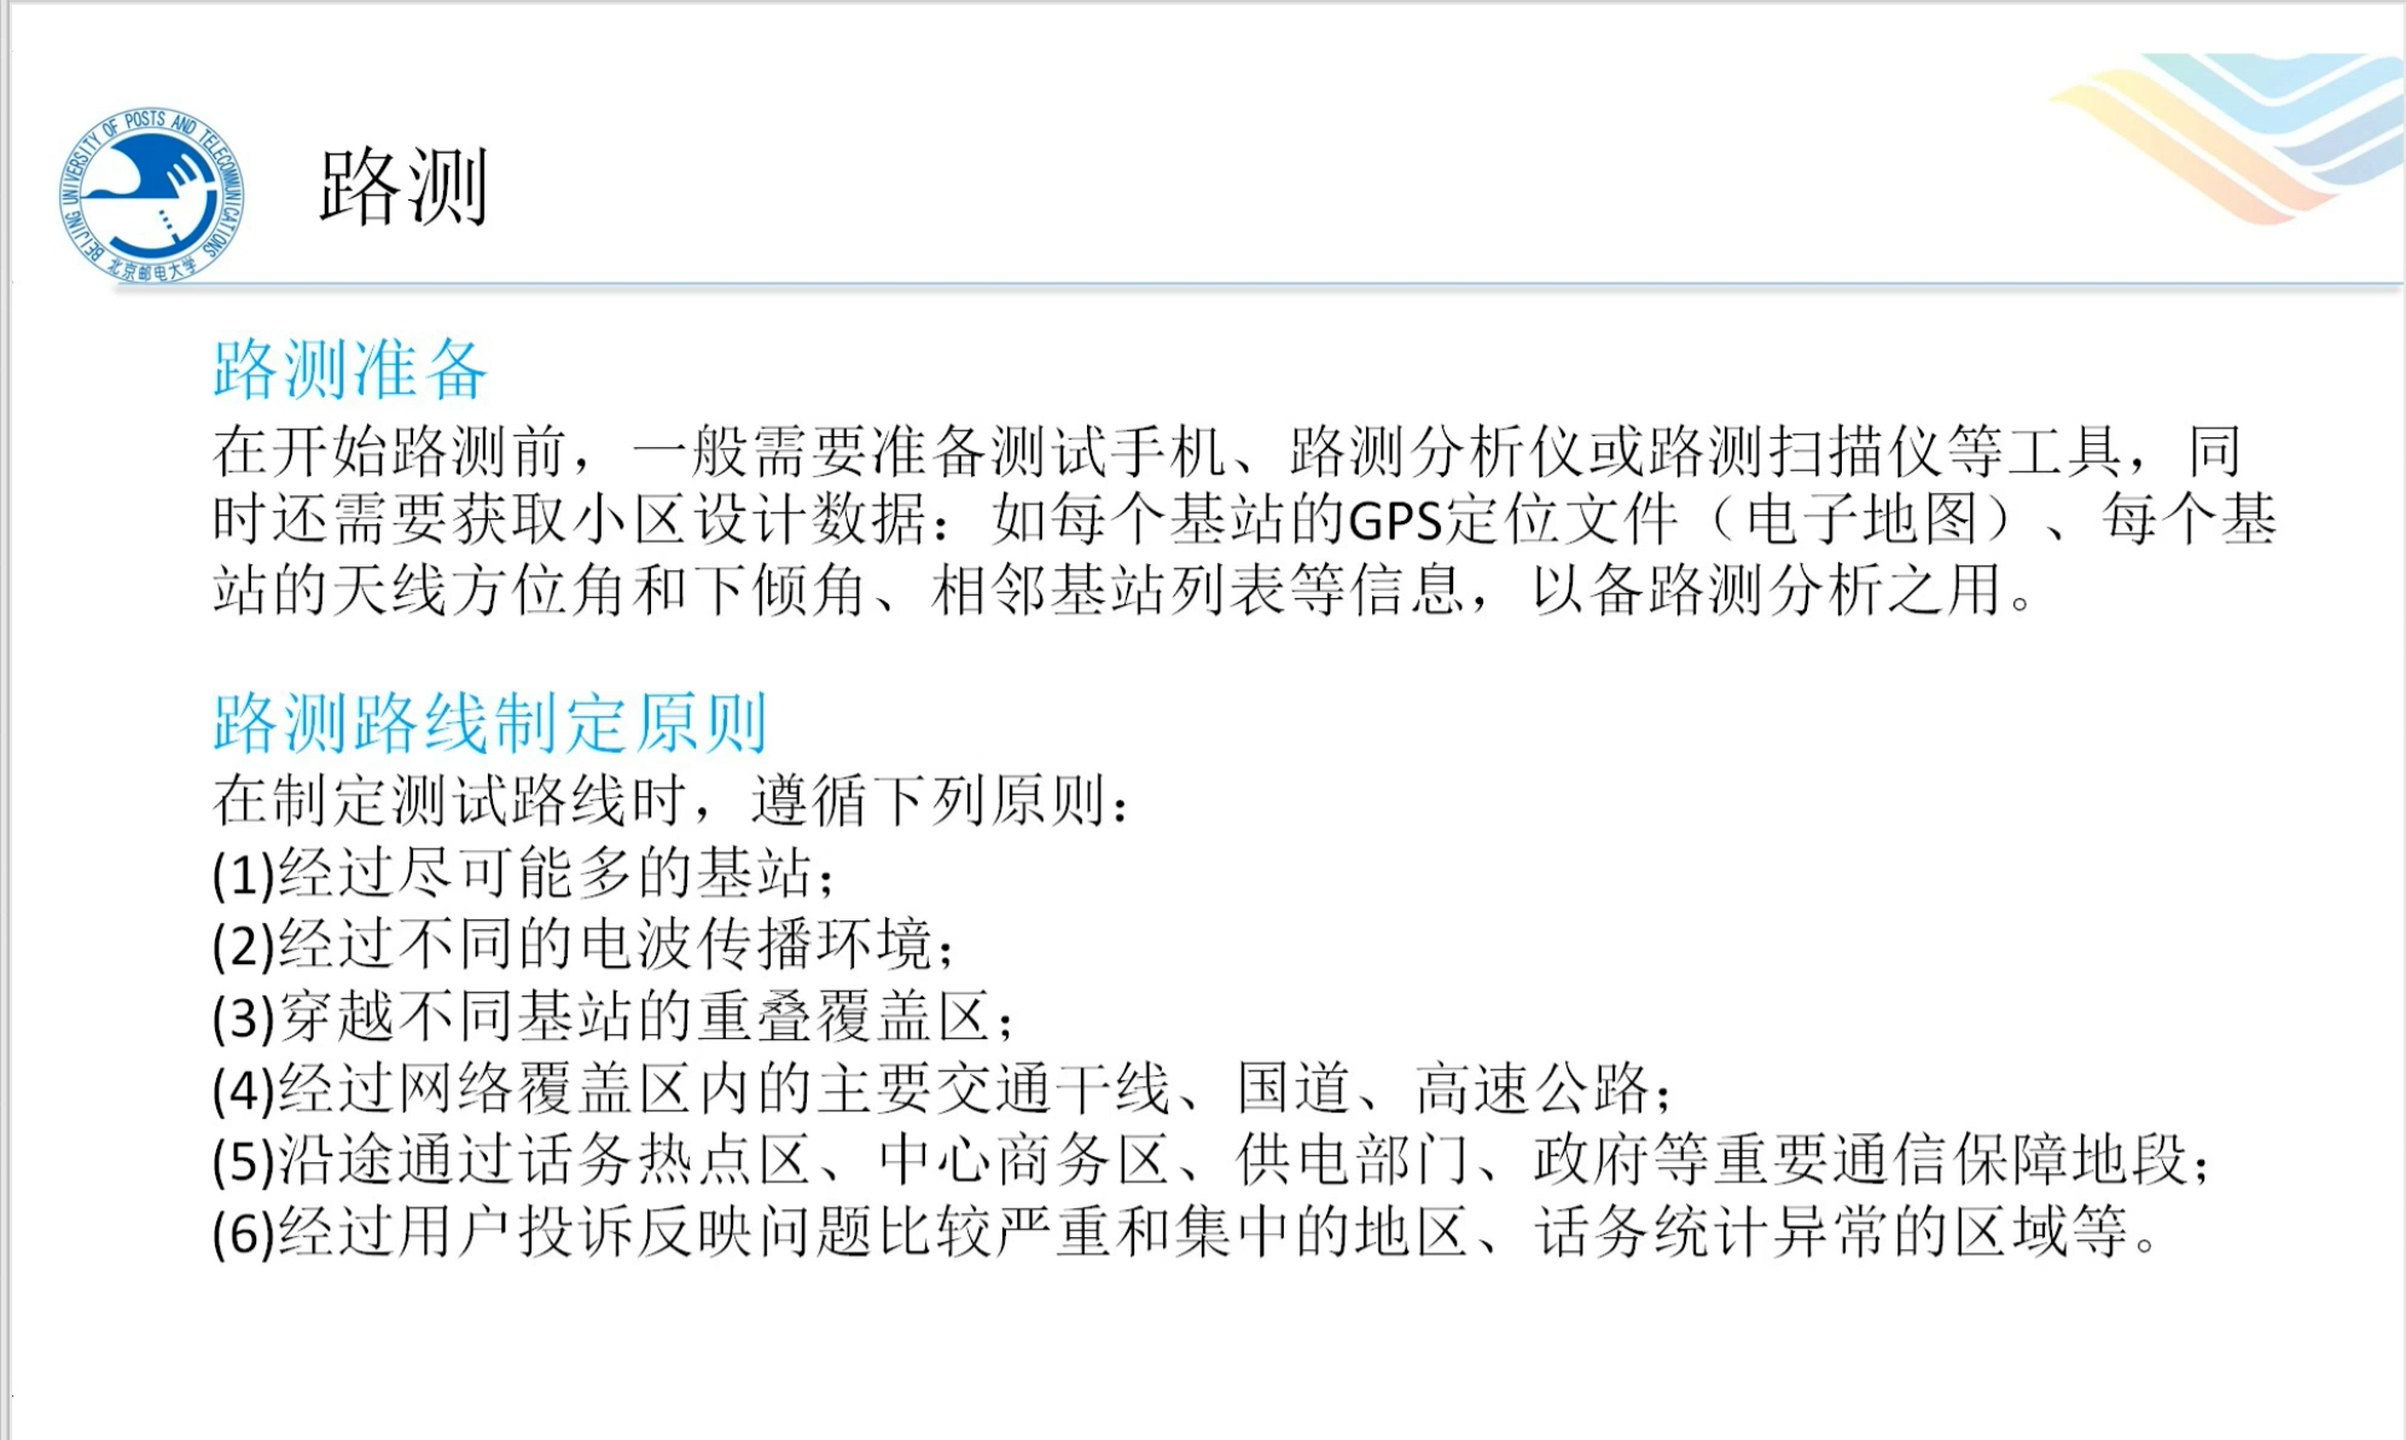 BEIJING UNIVERSITY OF POSTS AND TELECOMMUNICATIONS
北京邮电大学
路测
路测准备
在开始路测前，一般需要准备测试手机、路测分析仪或路测扫描仪等工具，同
时还需要获取小区设计数据：如每个基站的GPS定位文件（电子地图）、每个基
站的天线方位角和下倾角、相邻基站列表等信息，以备路测分析之用。
路测路线制定原则
在制定测试路线时，遵循下列原则：
(1)经过尽可能多的基站；
(2)经过不同的电波传播环境；
(3)穿越不同基站的重叠覆盖区；
(4)经过网络覆盖区内的主要交通干线、国道、高速公路；
(5)沿途通过话务热点区、中心商务区、供电部门、政府等重要通信保障地段；
(6)经过用户投诉反映问题比较严重和集中的地区、话务统计异常的区域等。